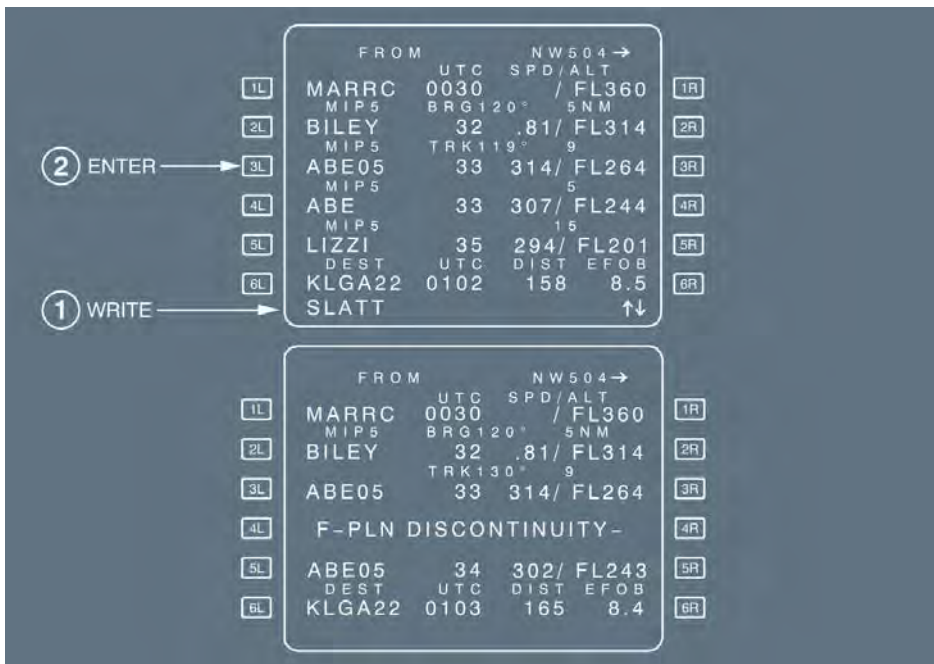 FROM NW504→
UTC SPD/ALT
1L MARRC 0030 / FL360 1R
MIP5 BRG120° 5NM
2L BILEY 32 .81/ FL314 2R
MIP5 TRK119° 9
2 ENTER 3L ABE05 33 314/ FL264 3R
MIP5 5
4L ABE 33 307/ FL244 4R
MIP5 15
5L LIZZI 35 294/ FL201 5R
DEST UTC DIST EFOB
6L KLGA22 0102 158 8.5 6R
1 WRITE SLATT ↑↓
FROM NW504→
UTC SPD/ALT
1L MARRC 0030 / FL360 1R
MIP5 BRG120° 5NM
2L BILEY 32 .81/ FL314 2R
TRK130° 9
3L ABE05 33 314/ FL264 3R
4L F-PLN DISCONTINUITY- 4R
5L ABE05 34 302/ FL243 5R
DEST UTC DIST EFOB
6L KLGA22 0103 165 8.4 6R